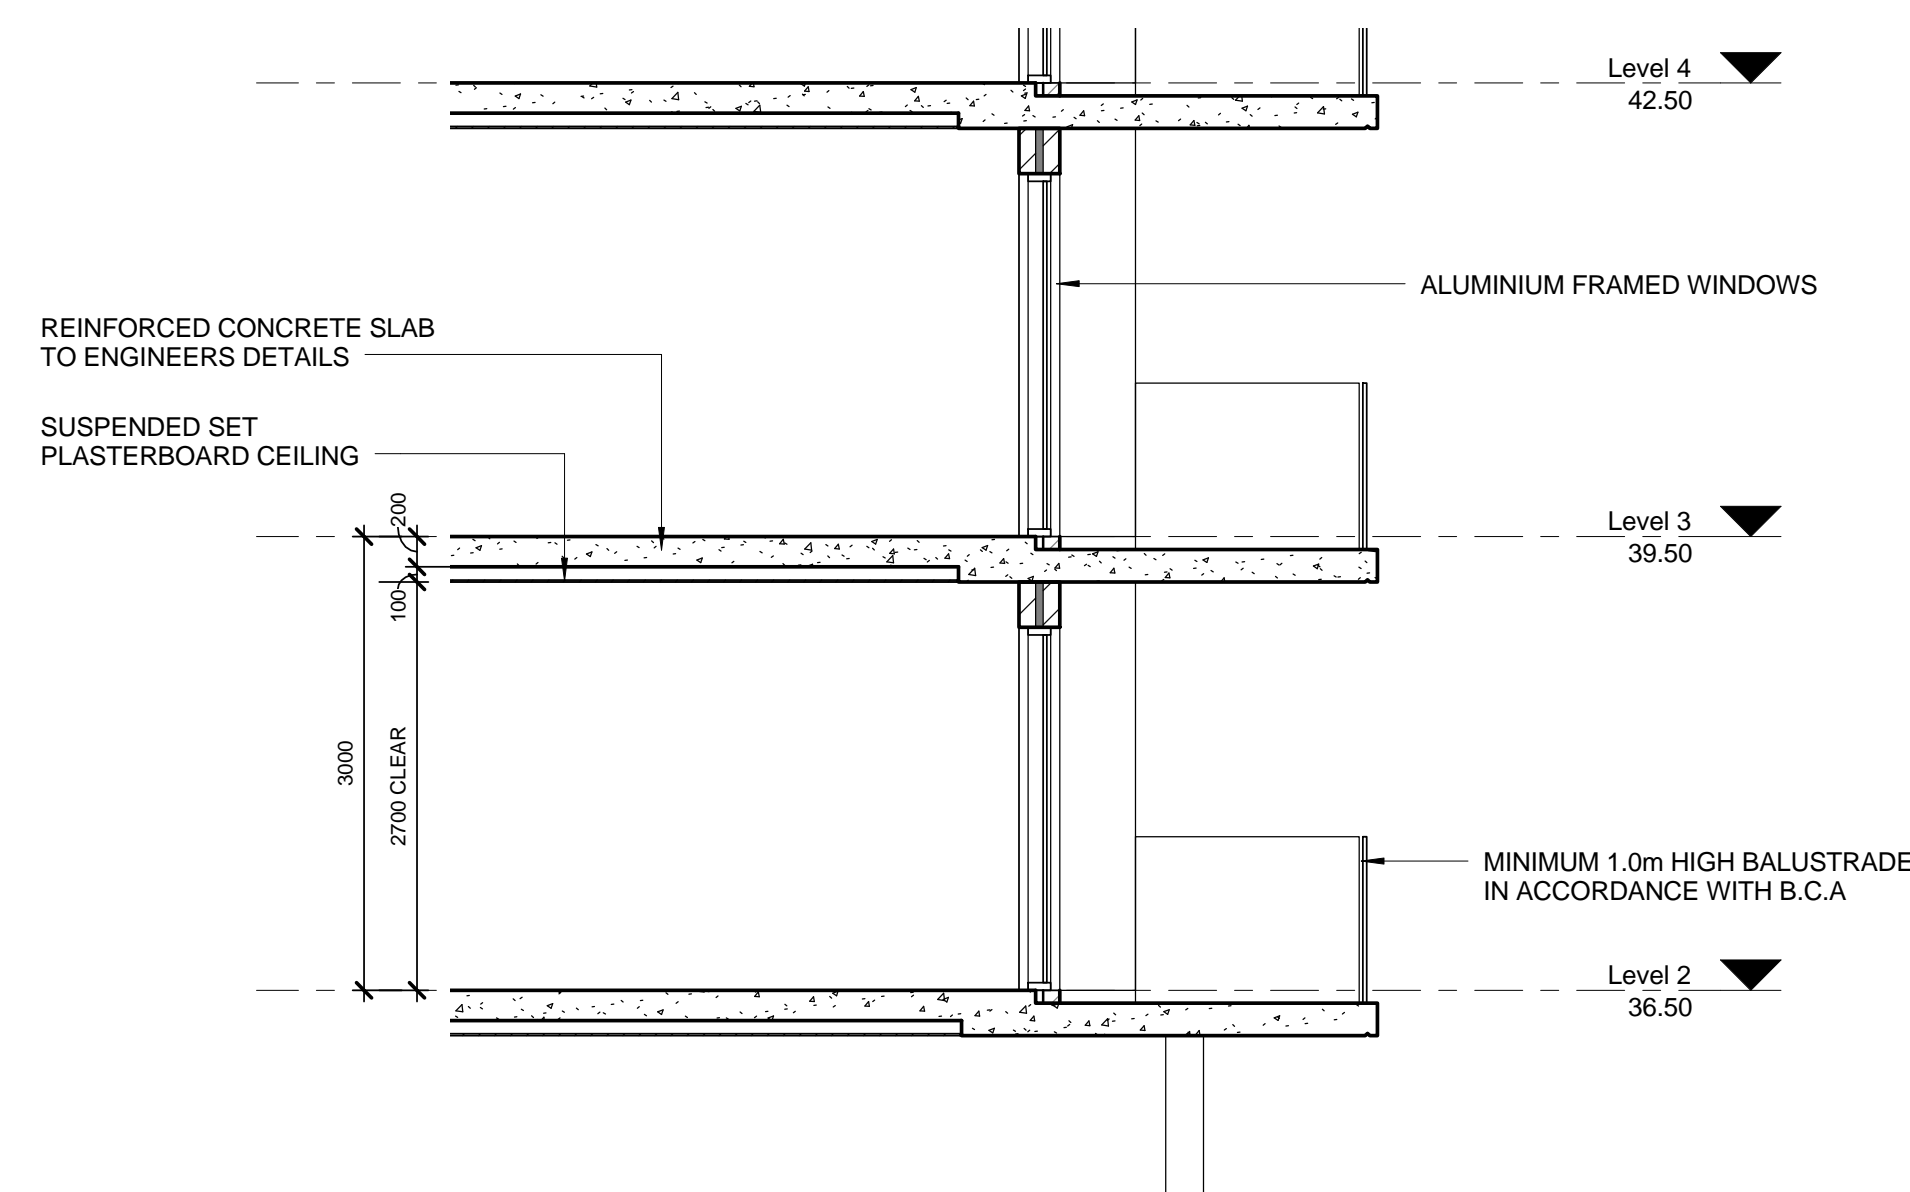 Level 4
42.50
ALUMINIUM FRAMED WINDOWS
REINFORCED CONCRETE SLAB
TO ENGINEERS DETAILS
SUSPENDED SET
PLASTERBOARD CEILING
200
Level 3
39.50
100
3000
2700 CLEAR
MINIMUM 1.0m HIGH BALUSTRADE
IN ACCORDANCE WITH B.C.A
Level 2
36.50